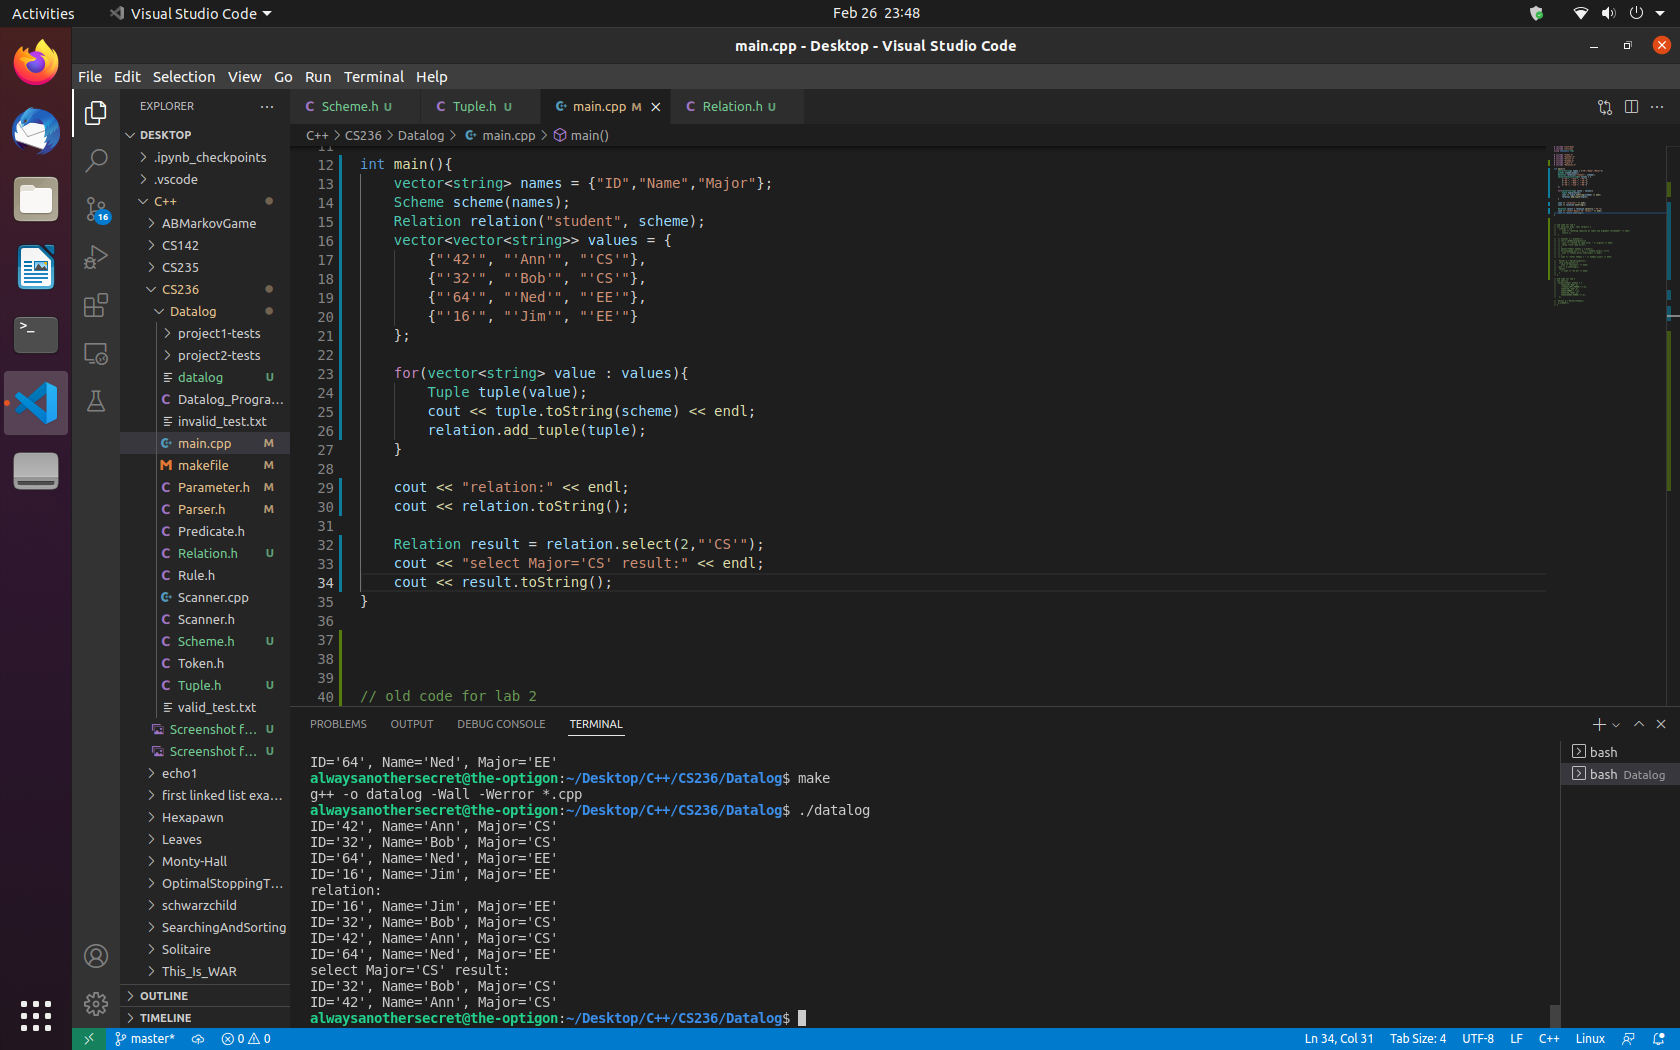 Activities
Visual Studio Code
Feb 26 23:48
main.cpp - Desktop - Visual Studio Code
File Edit Selection View Go Run Terminal Help
EXPLORER
DESKTOP
.ipynb_checkpoints
.vscode
C++
ABMarkovGame
CS142
CS235
CS236
Datalog
project1-tests
project2-tests
datalog U
Datalog_Progra...
invalid_test.txt
main.cpp M
makefile M
Parameter.h M
Parser.h M
Predicate.h
Relation.h U
Rule.h
Scanner.cpp
Scanner.h
Scheme.h U
Token.h
Tuple.h U
valid_test.txt
Screenshot f... U
Screenshot f... U
echo1
first linked list exa...
Hexapawn
Leaves
Monty-Hall
OptimalStoppingT...
schwarzchild
SearchingAndSorting
Solitaire
This_Is_WAR
OUTLINE
TIMELINE
16
Scheme.h U Tuple.h U main.cpp M Relation.h U
C++ > CS236 > Datalog > main.cpp > main()
11
12 int main(){
13 vector<string> names = {"ID","Name","Major"};
14 Scheme scheme(names);
15 Relation relation("student", scheme);
16 vector<vector<string>> values = {
17 {"'42'", "'Ann'", "'CS'"},
18 {"'32'", "'Bob'", "'CS'"},
19 {"'64'", "'Ned'", "'EE'"},
20 {"'16'", "'Jim'", "'EE'"}
21 };
22
23 for(vector<string> value : values){
24 Tuple tuple(value);
25 cout << tuple.toString(scheme) << endl;
26 relation.add_tuple(tuple);
27 }
28
29 cout << "relation:" << endl;
30 cout << relation.toString();
31
32 Relation result = relation.select(2,"'CS'");
33 cout << "select Major='CS' result:" << endl;
34 cout << result.toString();
35 }
36
37
38
39
40 // old code for lab 2
PROBLEMS OUTPUT DEBUG CONSOLE TERMINAL
ID='64', Name='Ned', Major='EE'
alwaysanothersecret@the-optigon:~/Desktop/C++/CS236/Datalog$ make
g++ -o datalog -Wall -Werror *.cpp
alwaysanothersecret@the-optigon:~/Desktop/C++/CS236/Datalog$ ./datalog
ID='42', Name='Ann', Major='CS'
ID='32', Name='Bob', Major='CS'
ID='64', Name='Ned', Major='EE'
ID='16', Name='Jim', Major='EE'
relation:
ID='16', Name='Jim', Major='EE'
ID='32', Name='Bob', Major='CS'
ID='42', Name='Ann', Major='CS'
ID='64', Name='Ned', Major='EE'
select Major='CS' result:
ID='32', Name='Bob', Major='CS'
ID='42', Name='Ann', Major='CS'
alwaysanothersecret@the-optigon:~/Desktop/C++/CS236/Datalog$
bash
bash Datalog
master* 0 0
Ln 34, Col 31 Tab Size: 4 UTF-8 LF C++ Linux